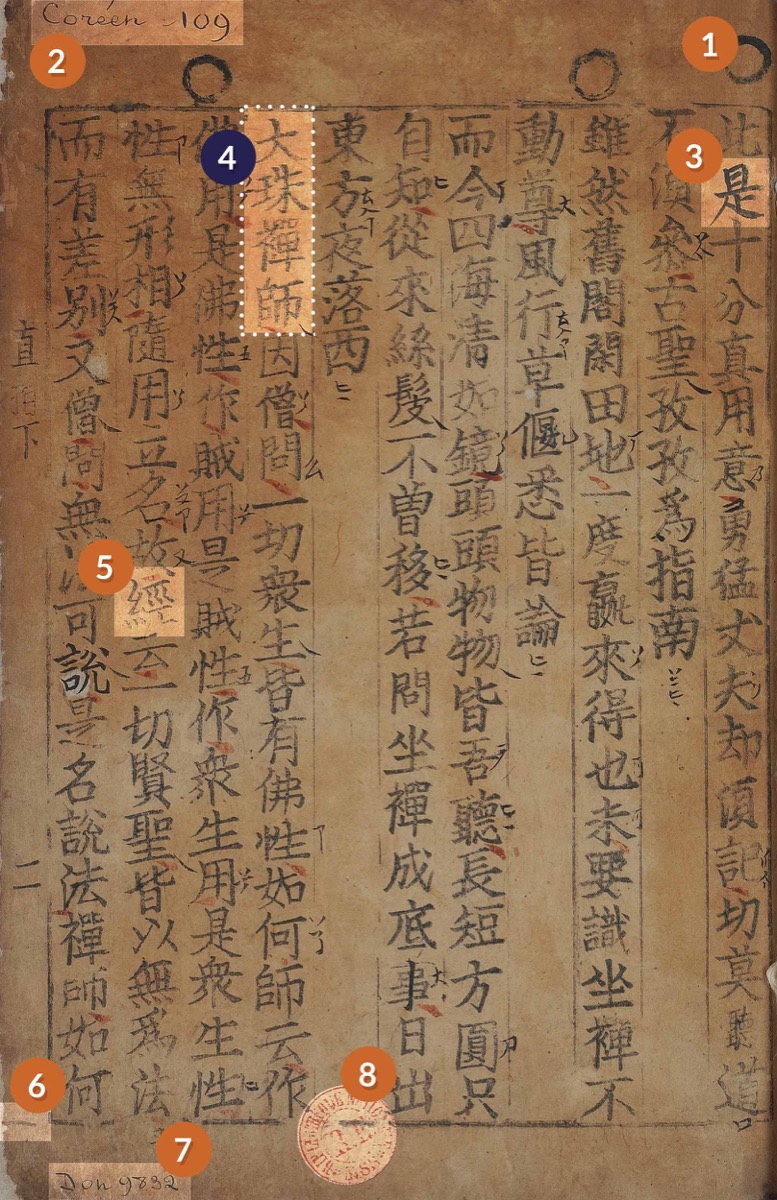 Coréen 109
1
2
3
4
5
6
7
8
此是十分真用意勇猛丈夫却須記切莫聽道
不須叅古聖孜孜爲指南
雖然舊閣閑田地一度贏來得也未要識坐禪不
動尊風行草偃悉皆論
而今四海清如鏡頭頭物物皆吾聽長短方圓只
自知從來絲髮不曾移若問坐禪成底事日出
東方夜落西
大珠禪師因僧問一切衆生皆有佛性如何師云作
佛用是佛性作賊用是賊性作衆生用是衆生性
性無形相隨用立名故經云一切賢聖皆以無爲法
而有差別又僧問無法可說是名說法禪師如何
直指下
二
Don 9832